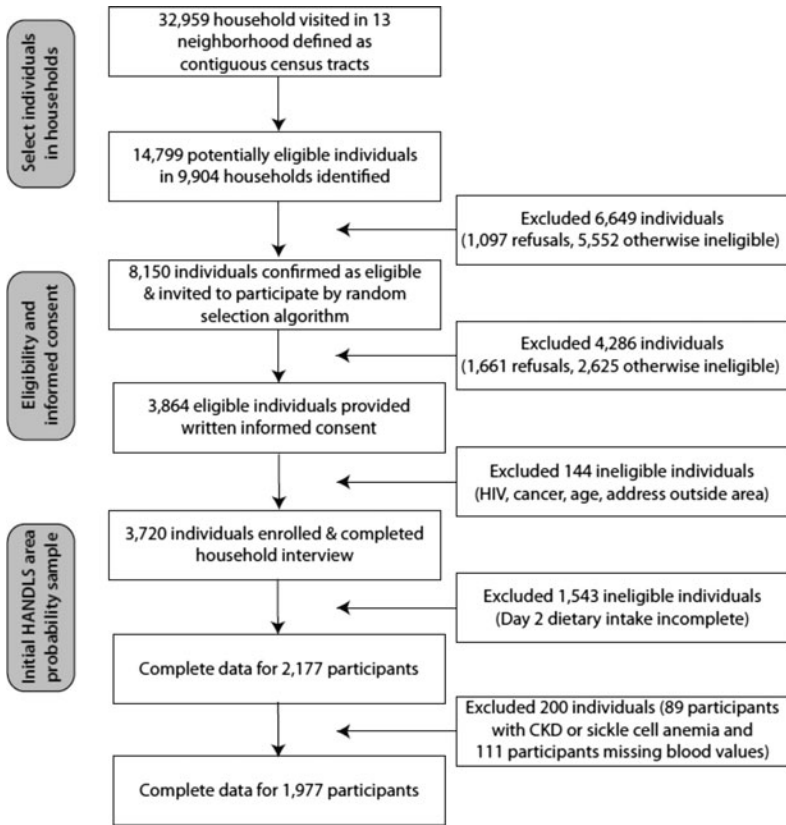 Select individuals
in households
32,959 household visited in 13
neighborhood defined as
contiguous census tracts
14,799 potentially eligible individuals
in 9,904 households identified
Excluded 6,649 individuals
(1,097 refusals, 5,552 otherwise ineligible)
Eligibility and
informed consent
8,150 individuals confirmed as eligible
& invited to participate by random
selection algorithm
Excluded 4,286 individuals
(1,661 refusals, 2,625 otherwise ineligible)
3,864 eligible individuals provided
written informed consent
Excluded 144 ineligible individuals
(HIV, cancer, age, address outside area)
Initial HANDLS area
probability sample
3,720 individuals enrolled & completed
household interview
Excluded 1,543 ineligible individuals
(Day 2 dietary intake incomplete)
Complete data for 2,177 participants
Excluded 200 individuals (89 participants
with CKD or sickle cell anemia and
111 participants missing blood values)
Complete data for 1,977 participants